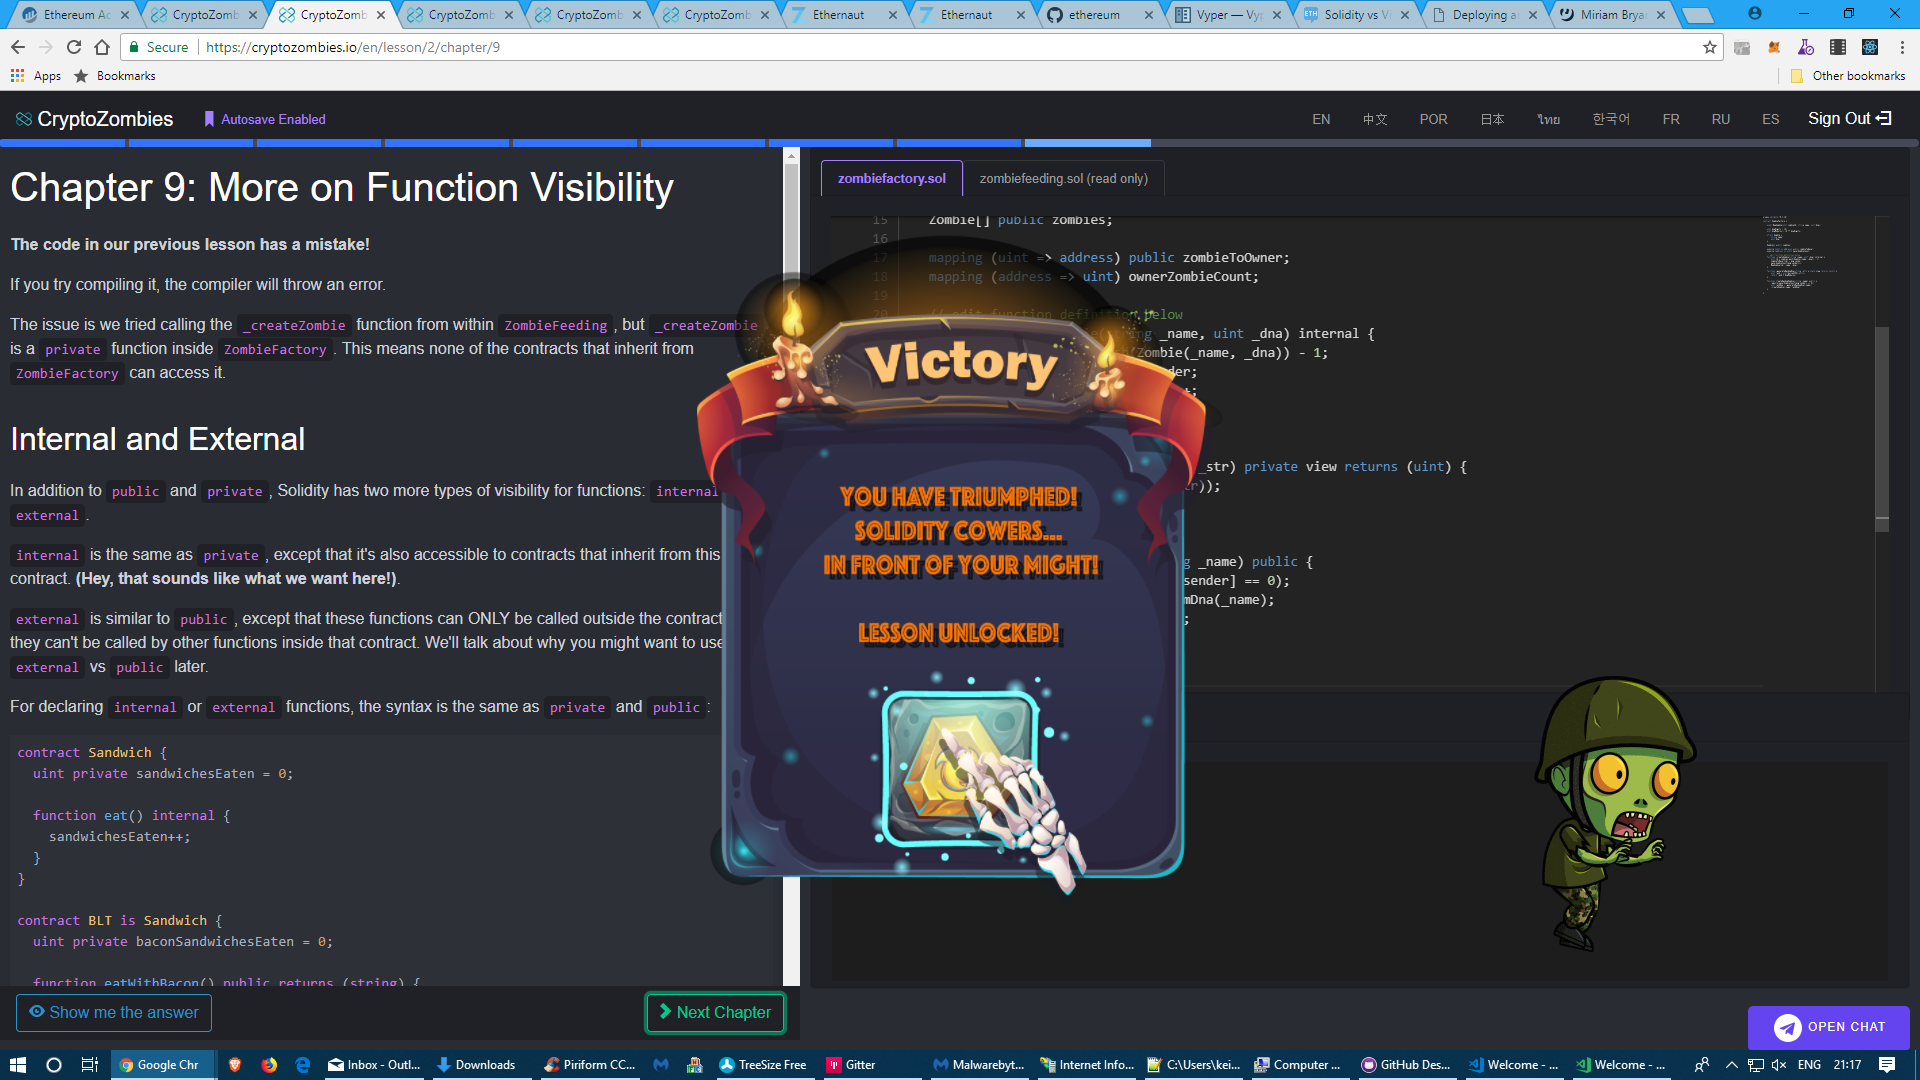 Ethereum Ac
CryptoZomb
CryptoZomb
CryptoZomb
CryptoZomb
CryptoZomb
Ethernaut
Ethernaut
ethereum
Vyper — Vyp
Solidity vs V
Deploying a
Miriam Brya
Secure
https://cryptozombies.io/en/lesson/2/chapter/9
Apps
Bookmarks
Other bookmarks
CryptoZombies
Autosave Enabled
EN 中文 POR 日本 ไทย 한국어 FR RU ES
Sign Out
Chapter 9: More on Function Visibility
The code in our previous lesson has a mistake!
If you try compiling it, the compiler will throw an error.
The issue is we tried calling the _createZombie function from within ZombieFeeding , but _createZombie
is a private function inside ZombieFactory . This means none of the contracts that inherit from
ZombieFactory can access it.
Internal and External
In addition to public and private , Solidity has two more types of visibility for functions: internal
external .
internal is the same as private , except that it's also accessible to contracts that inherit from this
contract. (Hey, that sounds like what we want here!).
external is similar to public , except that these functions can ONLY be called outside the contract
they can't be called by other functions inside that contract. We'll talk about why you might want to use
external vs public later.
For declaring internal or external functions, the syntax is the same as private and public :
contract Sandwich {
uint private sandwichesEaten = 0;
function eat() internal {
sandwichesEaten++;
}
}
contract BLT is Sandwich {
uint private baconSandwichesEaten = 0;
function eatWithBacon() public returns (string) {
Show me the answer
Next Chapter
zombiefactory.sol
zombiefeeding.sol (read only)
15 Zombie[] public zombies;
16
17 mapping (uint => address) public zombieToOwner;
18 mapping (address => uint) ownerZombieCount;
19
// edit function definition below
_name, uint _dna) internal {
(Zombie(_name, _dna)) - 1;
der;
;
_str) private view returns (uint) {
r));
_name) public {
sender] == 0);
mDna(_name);
;
Victory
YOU HAVE TRIUMPHED!
SOLIDITY COWERS...
IN FRONT OF YOUR MIGHT!
LESSON UNLOCKED!
OPEN CHAT
Google Chr
Inbox - Outl...
Downloads
Piriform CC...
TreeSize Free
Gitter
Malwarebyt...
Internet Info...
C:\Users\kei...
Computer ...
GitHub Des...
Welcome - ...
Welcome - ...
ENG
21:17